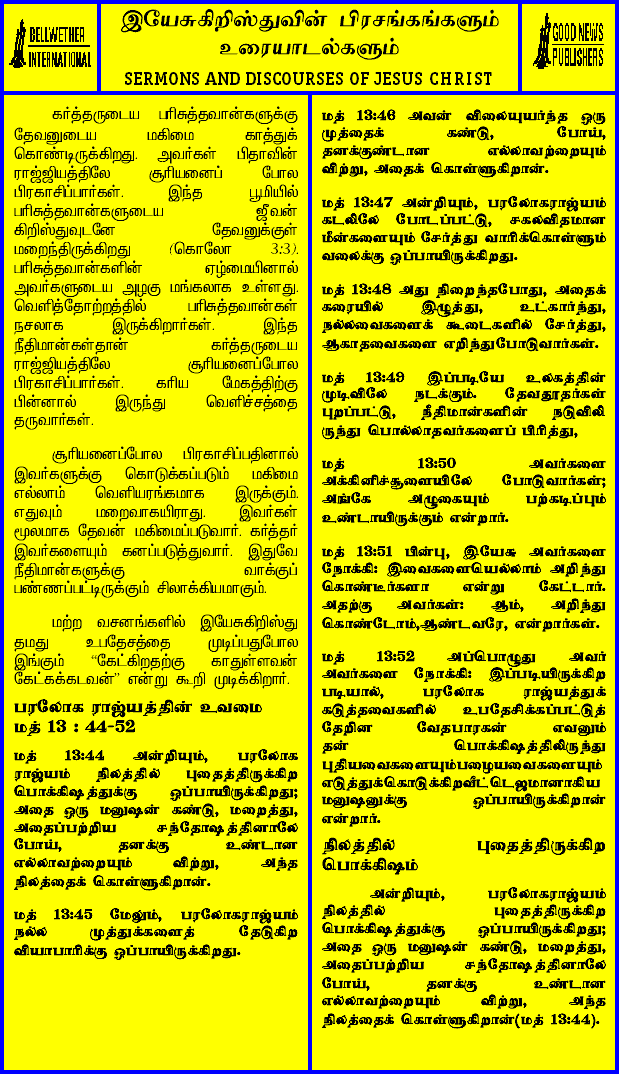 BELLWETHER
INTERNATIONAL
இயேசுகிறிஸ்துவின் பிரசங்கங்களும்
உரையாடல்களும்
SERMONS AND DISCOURSES OF JESUS CHRIST
GOOD NEWS
PUBLISHERS
கர்த்தருடைய பரிசுத்தவான்களுக்கு
தேவனுடைய மகிமை காத்துக்
கொண்டிருக்கிறது. அவர்கள் பிதாவின்
ராஜ்ஜியத்திலே சூரியனைப் போல
பிரகாசிப்பார்கள். இந்த பூமியில்
பரிசுத்தவான்களுடைய ஜீவன்
கிறிஸ்துவுடனே தேவனுக்குள்
மறைந்திருக்கிறது (கொலோ 3:3).
பரிசுத்தவான்களின் ஏழ்மையினால்
அவர்களுடைய அழகு மங்கலாக உள்ளது.
வெளித்தோற்றத்தில் பரிசுத்தவான்கள்
நசலாக இருக்கிறார்கள். இந்த
நீதிமான்கள்தான் கர்த்தருடைய
ராஜ்ஜியத்திலே சூரியனைப்போல
பிரகாசிப்பார்கள். கரிய மேகத்திற்கு
பின்னால் இருந்து வெளிச்சத்தை
தருவார்கள்.
சூரியனைப்போல பிரகாசிப்பதினால்
இவர்களுக்கு கொடுக்கப்படும் மகிமை
எல்லாம் வெளியரங்கமாக இருக்கும்.
எதுவும் மறைவாகயிராது. இவர்கள்
மூலமாக தேவன் மகிமைப்படுவார். கர்த்தர்
இவர்களையும் கனப்படுத்துவார். இதுவே
நீதிமான்களுக்கு வாக்குப்
பண்ணப்பட்டிருக்கும் சிலாக்கியமாகும்.
மற்ற வசனங்களில் இயேசுகிறிஸ்து
தமது உபதேசத்தை முடிப்பதுபோல
இங்கும் “கேட்கிறதற்கு காதுள்ளவன்
கேட்கக்கடவன்” என்று கூறி முடிக்கிறார்.
பரலோக ராஜ்யத்தின் உவமை
மத் 13 : 44-52
மத் 13:44 அன்றியும், பரலோக
ராஜ்யம் நிலத்தில் புதைத்திருக்கிற
பொக்கிஷத்துக்கு ஒப்பாயிருக்கிறது;
அதை ஒரு மனுஷன் கண்டு, மறைத்து,
அதைப்பற்றிய சந்தோஷத்தினாலே
போய், தனக்கு உண்டான
எல்லாவற்றையும் விற்று, அந்த
நிலத்தைக் கொள்ளுகிறான்.
மத் 13:45 மேலும், பரலோகராஜ்யம்
நல்ல முத்துக்களைத் தேடுகிற
வியாபாரிக்கு ஒப்பாயிருக்கிறது.
மத் 13:46 அவன் விலையுயர்ந்த ஒரு
முத்தைக் கண்டு, போய்,
தனக்குண்டான எல்லாவற்றையும்
விற்று, அதைக் கொள்ளுகிறான்.
மத் 13:47 அன்றியும், பரலோகராஜ்யம்
கடலிலே போடப்பட்டு, சகலவிதமான
மீன்களையும் சேர்த்து வாரிக்கொள்ளும்
வலைக்கு ஒப்பாயிருக்கிறது.
மத் 13:48 அது நிறைந்தபோது, அதைக்
கரையில் இழுத்து, உட்கார்ந்து,
நல்லவைகளைக் கூடைகளில் சேர்த்து,
ஆகாதவைகளை எறிந்துபோடுவார்கள்.
மத் 13:49 இப்படியே உலகத்தின்
முடிவிலே நடக்கும். தேவதூதர்கள்
புறப்பட்டு, நீதிமான்களின் நடுவிலி
ருந்து பொல்லாதவர்களைப் பிரித்து,
மத் 13:50 அவர்களை
அக்கினிச்சூளையிலே போடுவார்கள்;
அங்கே அழுகையும் பற்கடிப்பும்
உண்டாயிருக்கும் என்றார்.
மத் 13:51 பின்பு, இயேசு அவர்களை
நோக்கி: இவைகளையெல்லாம் அறிந்து
கொண்டீர்களா என்று கேட்டார்.
அதற்கு அவர்கள்: ஆம், அறிந்து
கொண்டோம்,ஆண்டவரே, என்றார்கள்.
மத் 13:52 அப்பொழுது அவர்
அவர்களை நோக்கி: இப்படியிருக்கிற
படியால், பரலோக ராஜ்யத்துக்
கடுத்தவைகளில் உபதேசிக்கப்பட்டுத்
தேறின வேதபாரகன் எவனும்
தன் பொக்கிஷத்திலிருந்து
புதியவைகளையும்பழையவைகளையும்
எடுத்துக்கொடுக்கிறவீட்டெஜமானாகிய
மனுஷனுக்கு ஒப்பாயிருக்கிறான்
என்றார்.
நிலத்தில் புதைத்திருக்கிற
பொக்கிஷம்
அன்றியும், பரலோகராஜ்யம்
நிலத்தில் புதைத்திருக்கிற
பொக்கிஷத்துக்கு ஒப்பாயிருக்கிறது;
அதை ஒரு மனுஷன் கண்டு, மறைத்து,
அதைப்பற்றிய சந்தோஷத்தினாலே
போய், தனக்கு உண்டான
எல்லாவற்றையும் விற்று, அந்த
நிலத்தைக் கொள்ளுகிறான்(மத் 13:44).